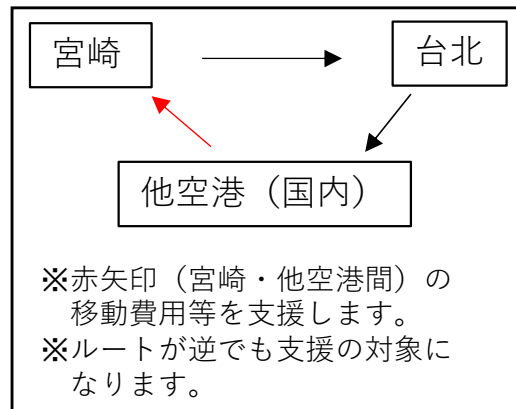 宮崎
台北
他空港（国内）
※赤矢印（宮崎・他空港間）の
移動費用等を支援します。
※ルートが逆でも支援の対象に
なります。